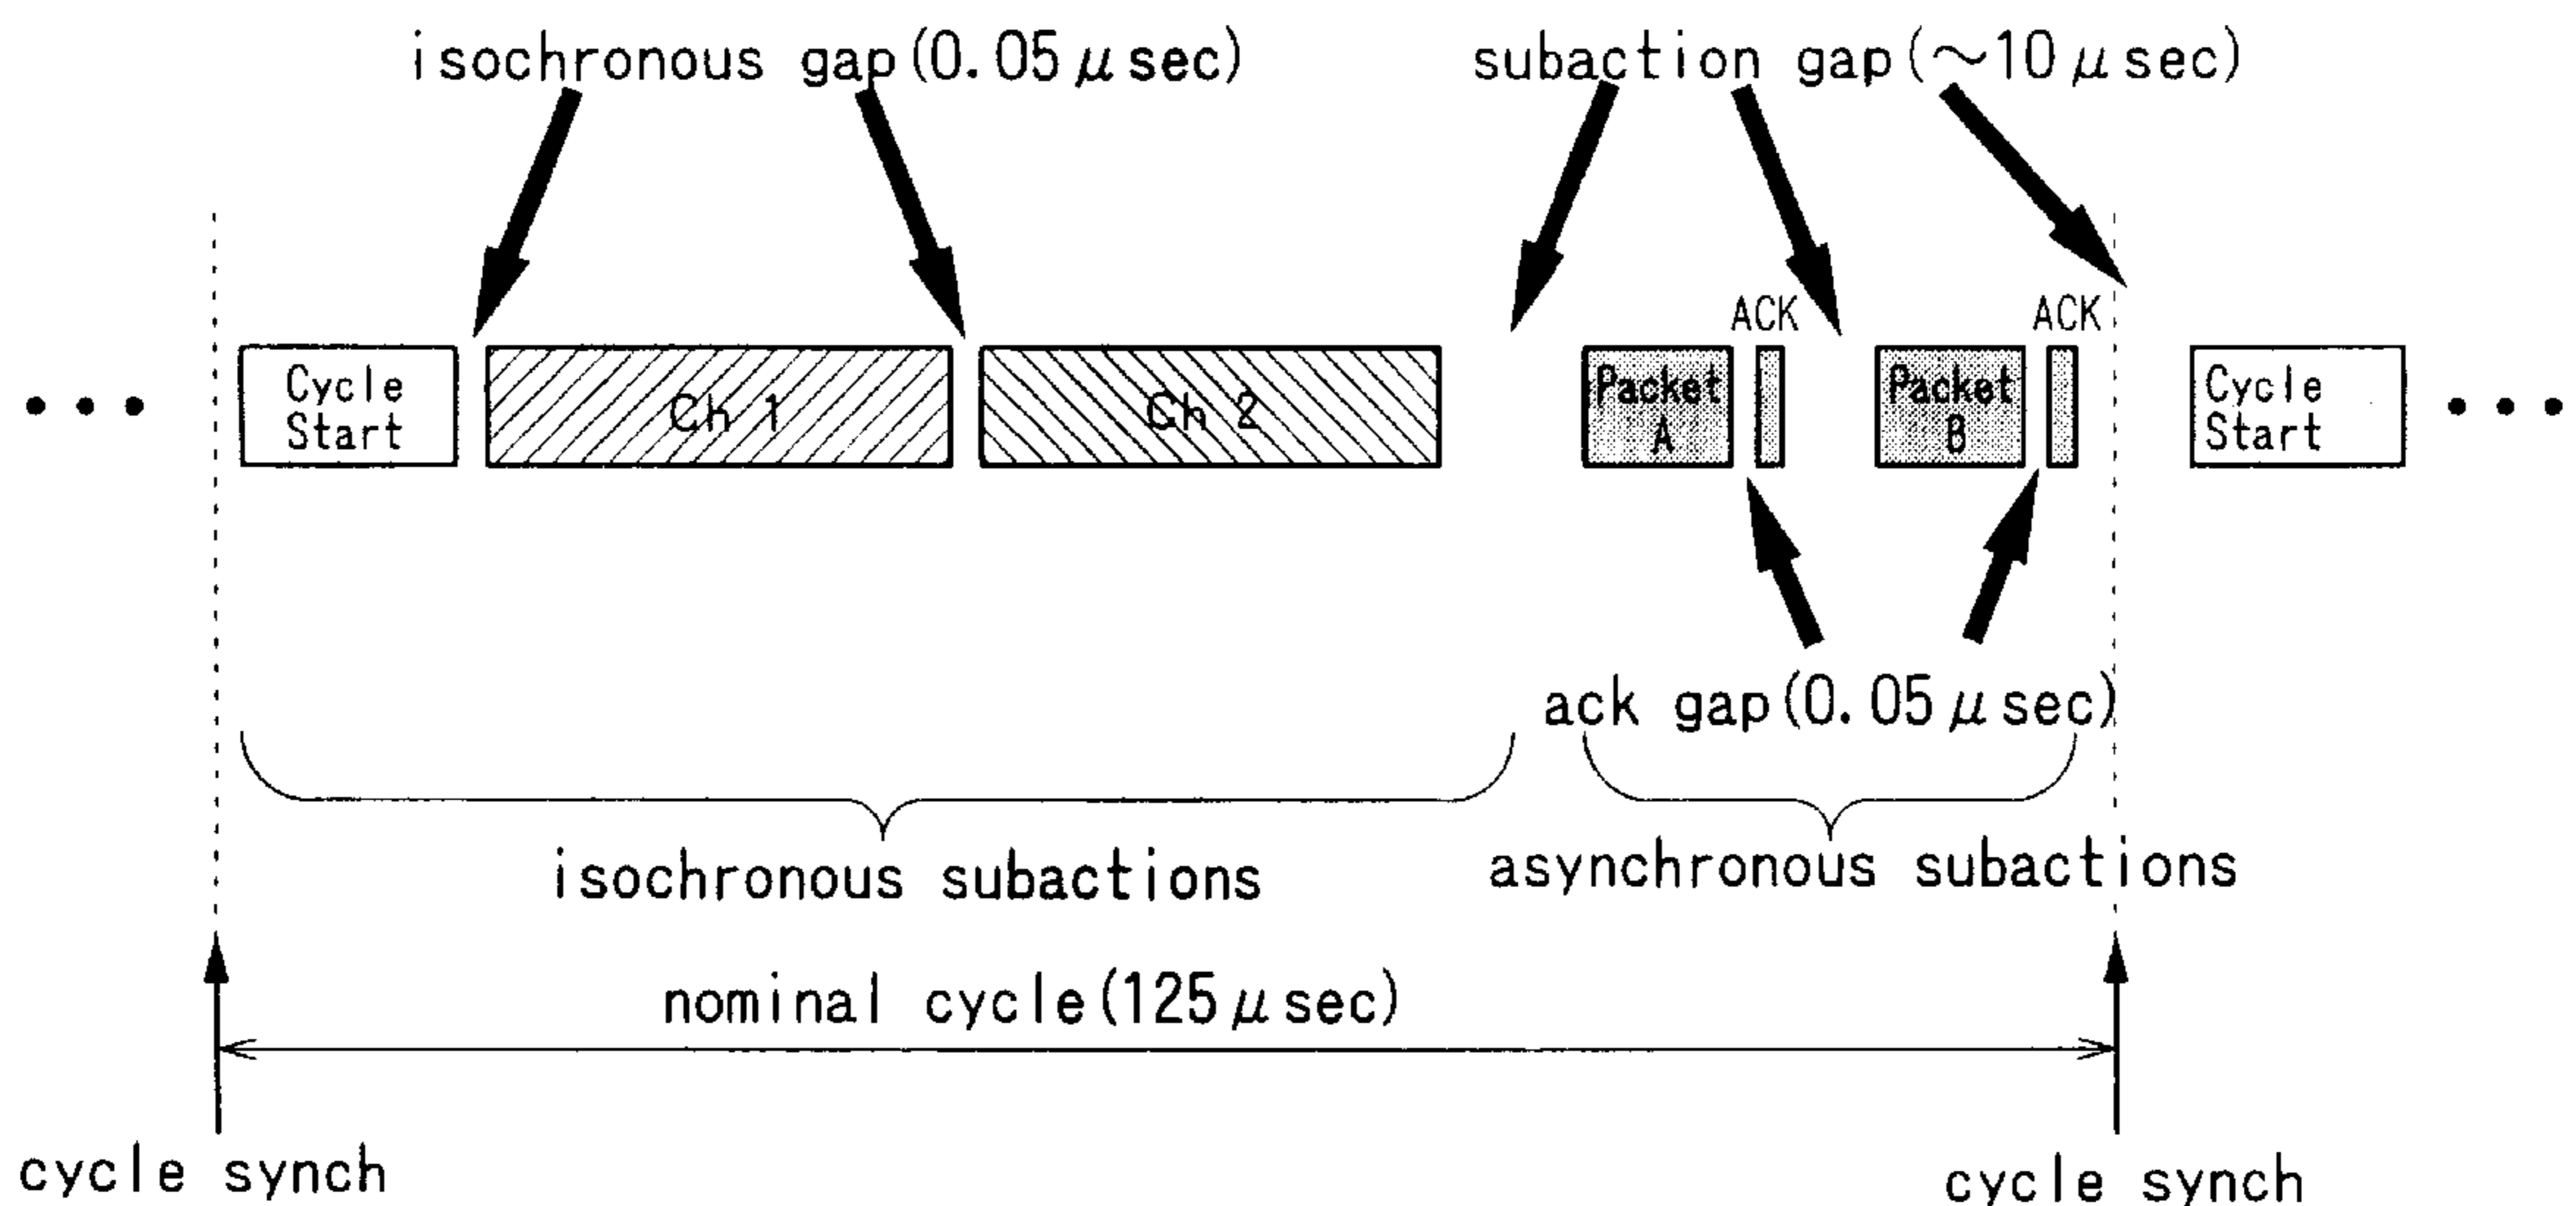 isochronous gap(0.05μsec)
subaction gap(~10μsec)
ACK
ACK
Cycle
Start
Ch 1
Ch 2
Packet
A
Packet
B
Cycle
Start
ack gap(0.05μsec)
isochronous subactions
asynchronous subactions
nominal cycle(125μsec)
cycle synch
cycle synch